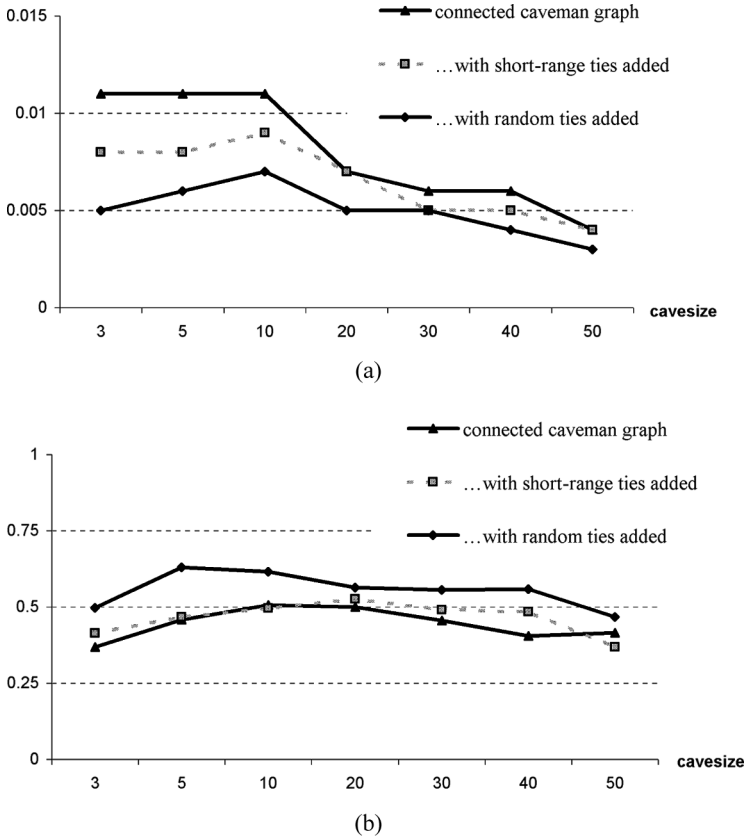 0.015
connected caveman graph
…with short-range ties added
0.01
…with random ties added
0.005
0
cavesize
3 5 10 20 30 40 50
(a)
connected caveman graph
1
…with short-range ties added
0.75
…with random ties added
0.5
0.25
0
cavesize
3 5 10 20 30 40 50
(b)